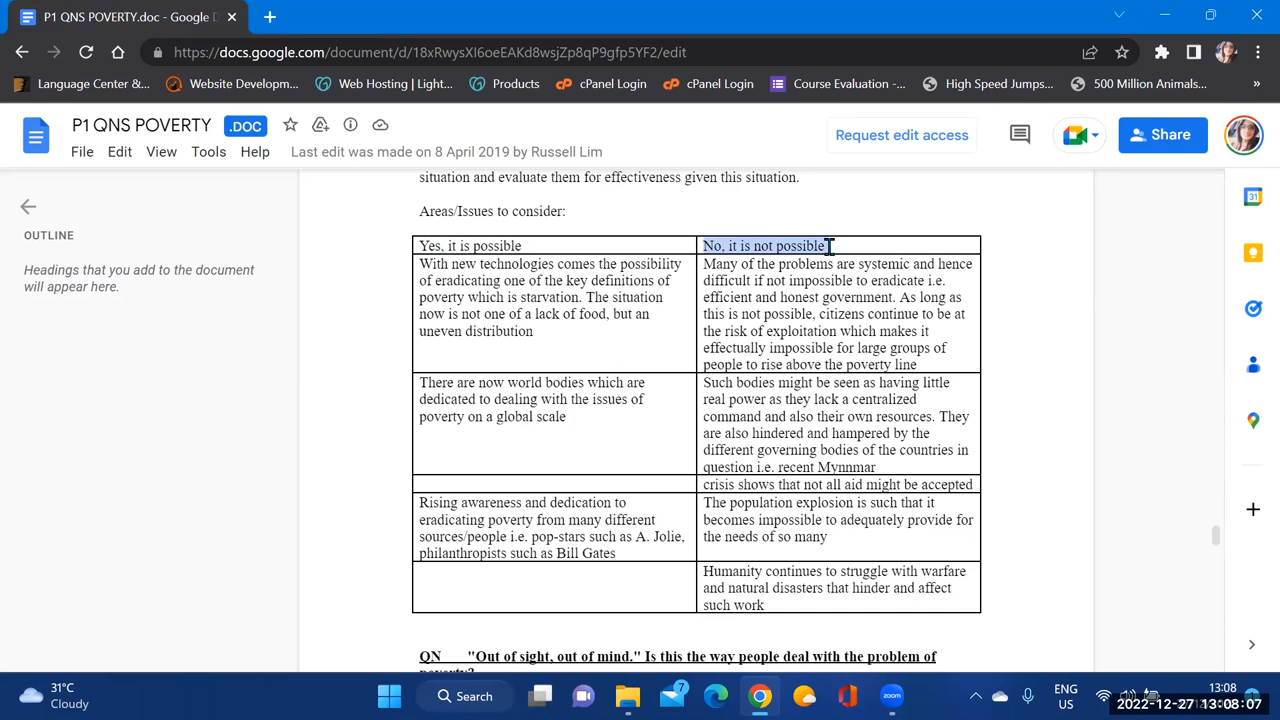 P1 QNS POVERTY.doc - Google D
https://docs.google.com/document/d/18xRwysXl6oeEAKd8wsjZp8qP9gfp5YF2/edit
Language Center &... Website Developm... Web Hosting | Light... Products cPanel Login cPanel Login Course Evaluation -... High Speed Jumps... 500 Million Animals...
P1 QNS POVERTY .DOC
Request edit access
Share
File Edit View Tools Help Last edit was made on 8 April 2019 by Russell Lim
OUTLINE
Headings that you add to the document
will appear here.
situation and evaluate them for effectiveness given this situation.
Areas/Issues to consider:
Yes, it is possible
No, it is not possible
With new technologies comes the possibility
of eradicating one of the key definitions of
poverty which is starvation. The situation
now is not one of a lack of food, but an
uneven distribution
Many of the problems are systemic and hence
difficult if not impossible to eradicate i.e.
efficient and honest government. As long as
this is not possible, citizens continue to be at
the risk of exploitation which makes it
effectually impossible for large groups of
people to rise above the poverty line
There are now world bodies which are
dedicated to dealing with the issues of
poverty on a global scale
Such bodies might be seen as having little
real power as they lack a centralized
command and also their own resources. They
are also hindered and hampered by the
different governing bodies of the countries in
question i.e. recent Mynnmar
crisis shows that not all aid might be accepted
Rising awareness and dedication to
eradicating poverty from many different
sources/people i.e. pop-stars such as A. Jolie,
philanthropists such as Bill Gates
The population explosion is such that it
becomes impossible to adequately provide for
the needs of so many
Humanity continues to struggle with warfare
and natural disasters that hinder and affect
such work
QN "Out of sight, out of mind." Is this the way people deal with the problem of
poverty?
31
31°C
Cloudy
Search
7
zoom
ENG
US
13:08
2022-12-27 13:08:07